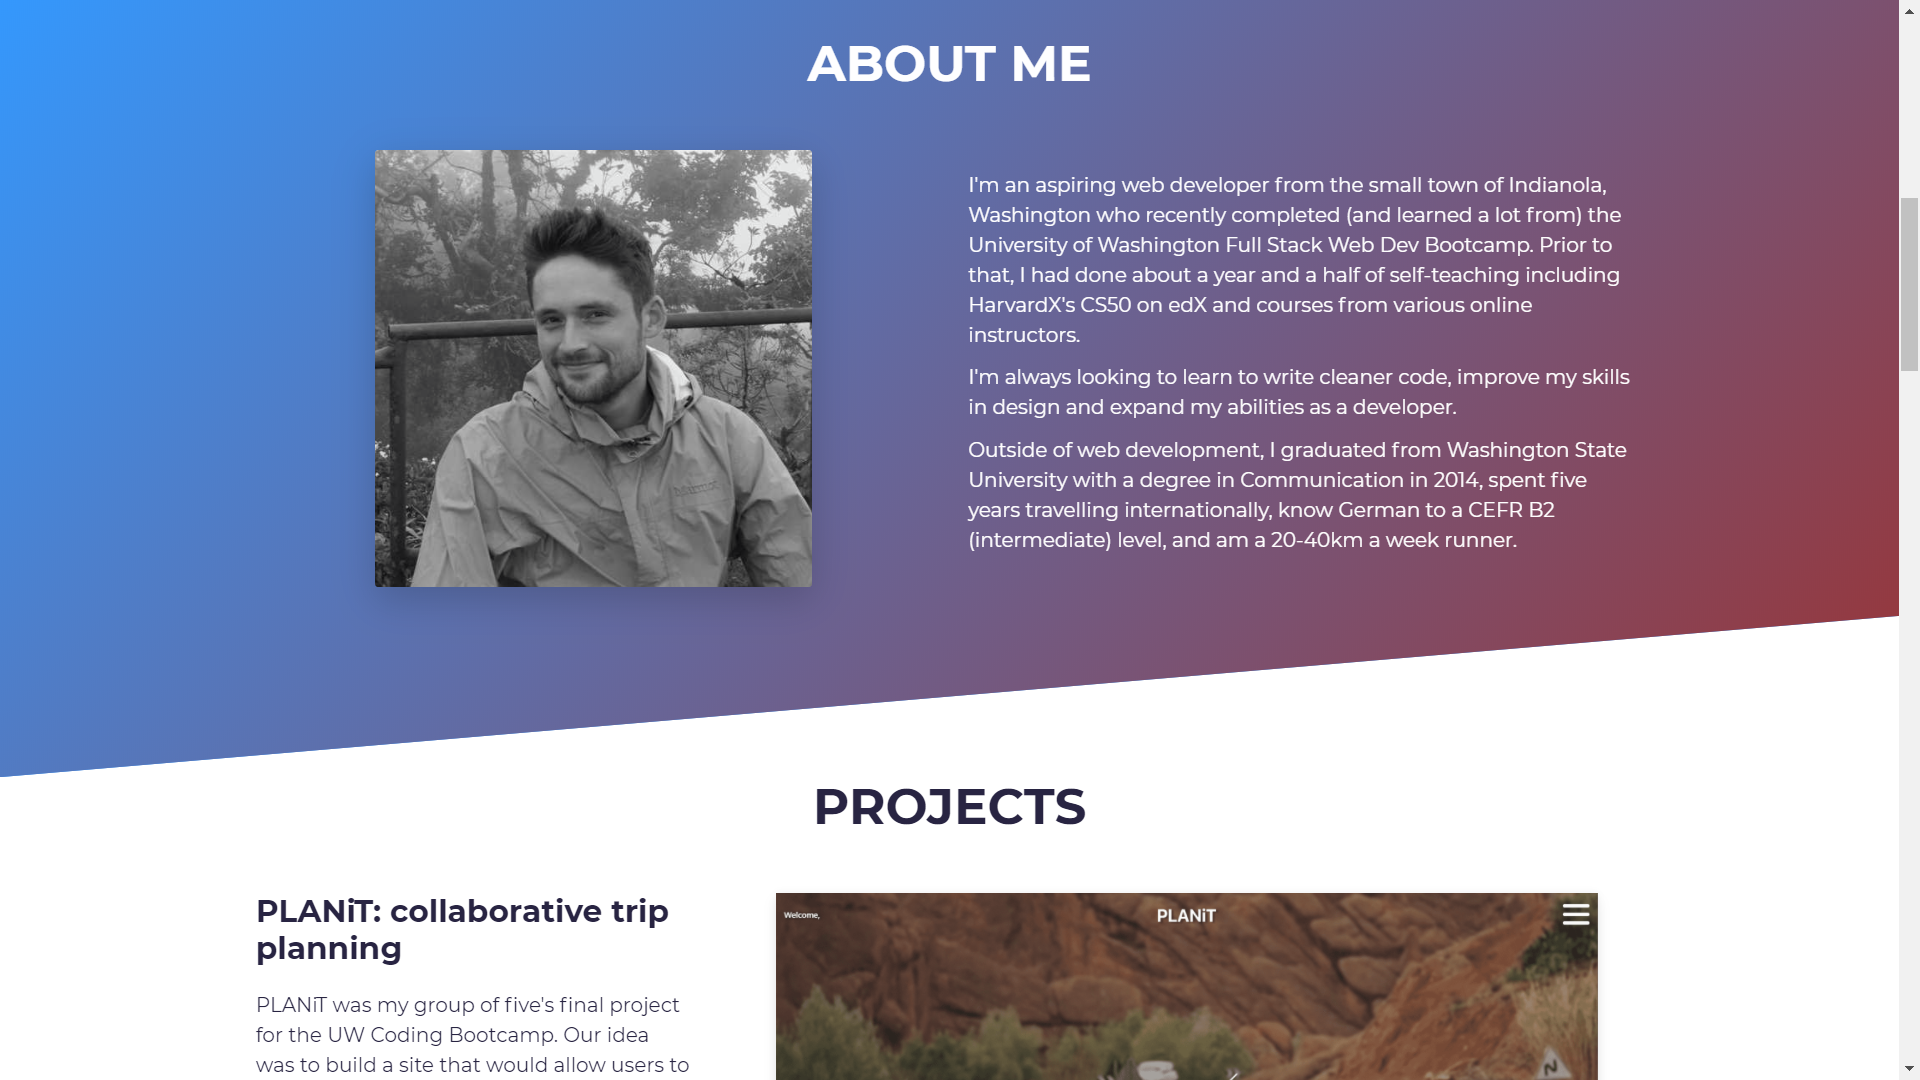 ABOUT ME
I'm an aspiring web developer from the small town of Indianola,
Washington who recently completed (and learned a lot from) the
University of Washington Full Stack Web Dev Bootcamp. Prior to
that, I had done about a year and a half of self-teaching including
HarvardX's CS50 on edX and courses from various online
instructors.
I'm always looking to learn to write cleaner code, improve my skills
in design and expand my abilities as a developer.
Outside of web development, I graduated from Washington State
University with a degree in Communication in 2014, spent five
years travelling internationally, know German to a CEFR B2
(intermediate) level, and am a 20-40km a week runner.
Marmot
PROJECTS
PLANiT: collaborative trip
planning
PLANiT was my group of five's final project
for the UW Coding Bootcamp. Our idea
was to build a site that would allow users to
Welcome,
PLANiT
N